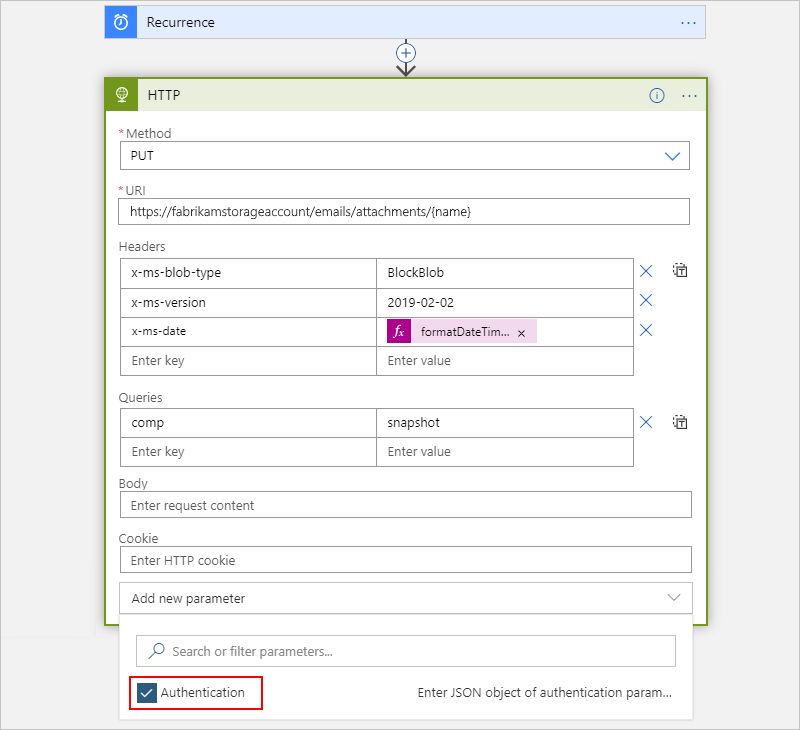 Recurrence
HTTP
* Method
PUT
* URI
https://fabrikamstorageaccount/emails/attachments/{name}
Headers
x-ms-blob-type BlockBlob
x-ms-version 2019-02-02
x-ms-date fx formatDateTim... ×
Enter key Enter value
Queries
comp snapshot
Enter key Enter value
Body
Enter request content
Cookie
Enter HTTP cookie
Add new parameter
Search or filter parameters...
Authentication Enter JSON object of authentication param...